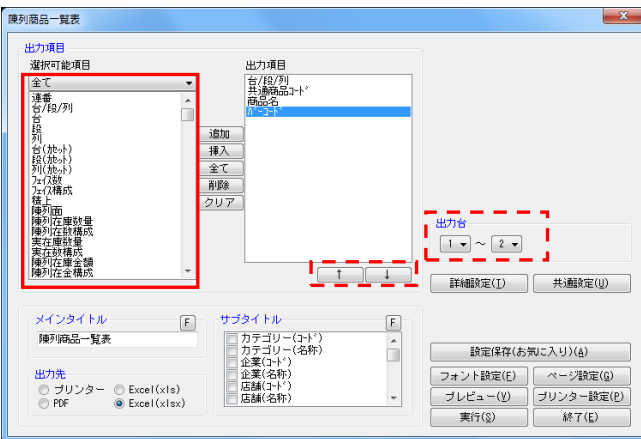 陳列商品一覧表
出力項目
選択可能項目
全て
連番
台/段/列
台
段
列
台(ｶｾｯﾄ)
段(ｶｾｯﾄ)
列(ｶｾｯﾄ)
ﾌｪｲｽ数
ﾌｪｲｽ構成
積上
陳列面
陳列在庫数量
陳列在数構成
実在庫数量
実在数構成
陳列在庫金額
陳列在金構成
追加
挿入
全て
削除
クリア
出力項目
台/段/列
共通商品ｺｰﾄﾞ
商品名
ﾊﾞｰｺｰﾄﾞ
↑ ↓
出力台
1 ～ 2
詳細設定(T) 共通設定(U)
メインタイトル F
陳列商品一覧表
出力先
プリンター Excel(xls)
PDF Excel(xlsx)
サブタイトル F
カテゴリー(ｺｰﾄﾞ)
カテゴリー(名称)
企業(ｺｰﾄﾞ)
企業(名称)
店舗(ｺｰﾄﾞ)
店舗(名称)
設定保存(お気に入り)(A)
フォント設定(F) ページ設定(G)
プレビュー(V) プリンター設定(P)
実行(S) 終了(E)